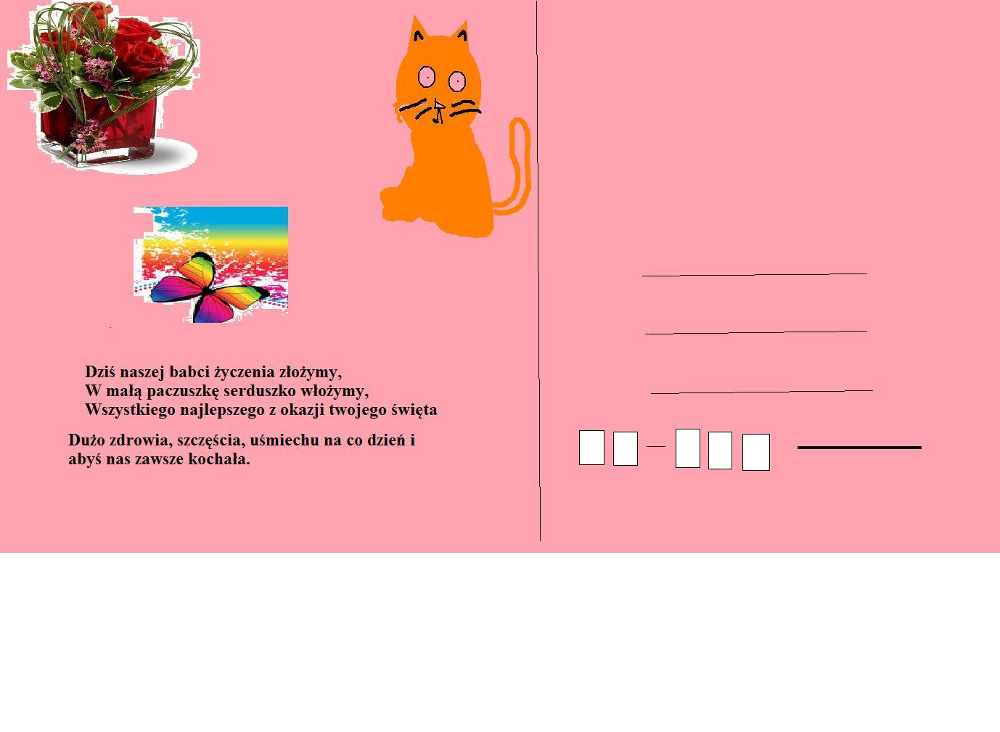 Dziś naszej babci życzenia złożymy,
W małą paczuszkę serduszko włożymy,
Wszystkiego najlepszego z okazji twojego święta
Dużo zdrowia, szczęścia, uśmiechu na co dzień i
abyś nas zawsze kochała.